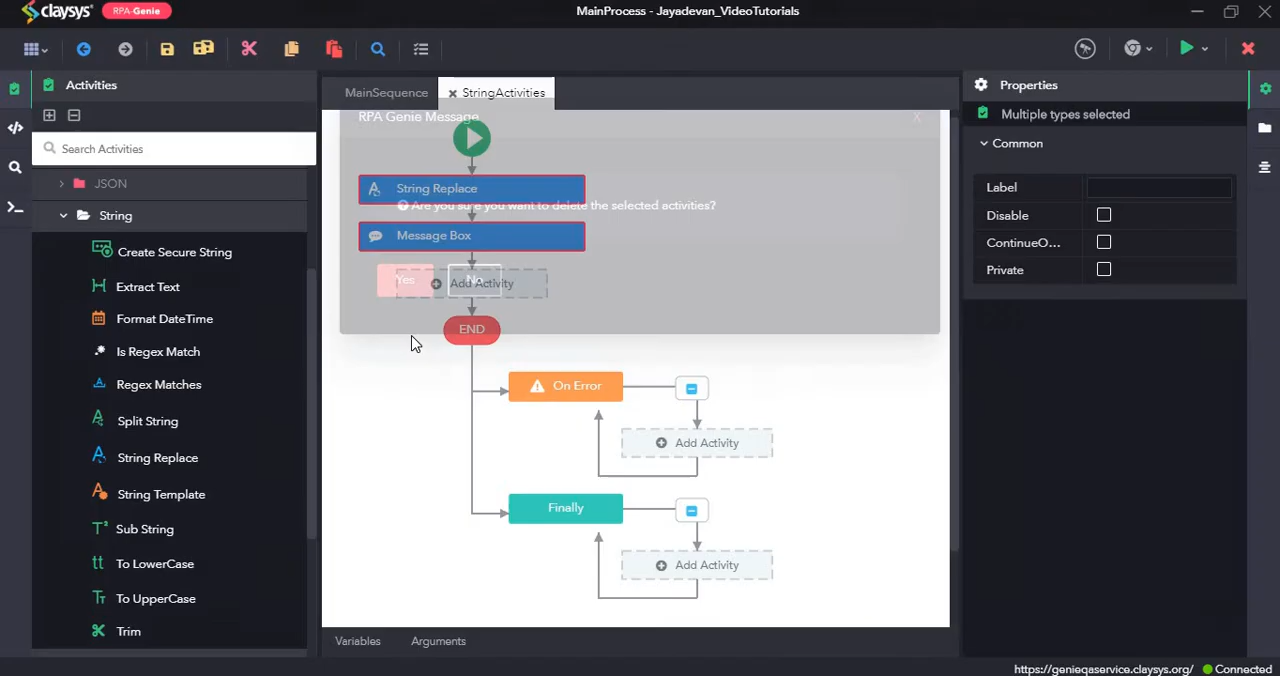 claysys
RPA-Genie
MainProcess - Jayadevan_VideoTutorials
Activities
Search Activities
JSON
String
Create Secure String
Extract Text
Format DateTime
Is Regex Match
Regex Matches
Split String
String Replace
String Template
Sub String
To LowerCase
To UpperCase
Trim
MainSequence
StringActivities
RPA Genie Message
X
String Replace
Are you sure you want to delete the selected activities?
Message Box
Yes
No
Add Activity
END
On Error
Add Activity
Finally
Add Activity
Variables
Arguments
Properties
Multiple types selected
Common
Label
Disable
ContinueO...
Private
https://genieqaservice.claysys.org/
Connected